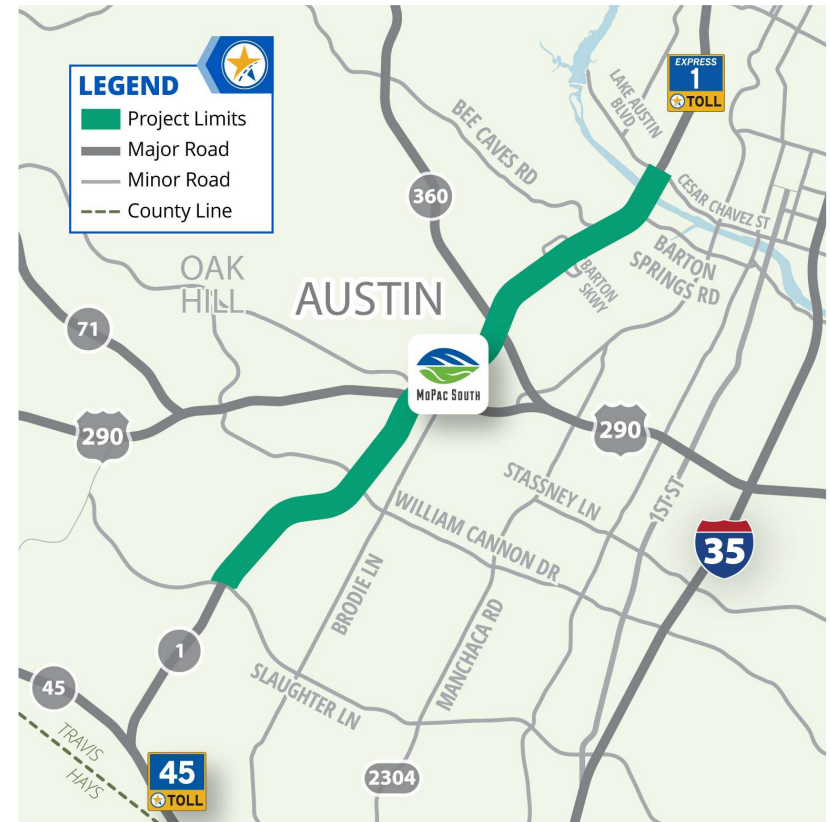 LEGEND
Project Limits
Major Road
Minor Road
County Line
EXPRESS
1
TOLL
LAKE AUSTIN
BLVD
BEE CAVES RD
CESAR CHAVEZ ST
360
BARTON
SPRINGS RD
BARTON
SKWY
OAK
HILL
AUSTIN
71
MOPAC SOUTH
290
290
STASSNEY LN
1ST ST
WILLIAM CANNON DR
35
BRODIE LN
MANCHACA RD
1
SLAUGHTER LN
45
TRAVIS
HAYS
45
TOLL
2304